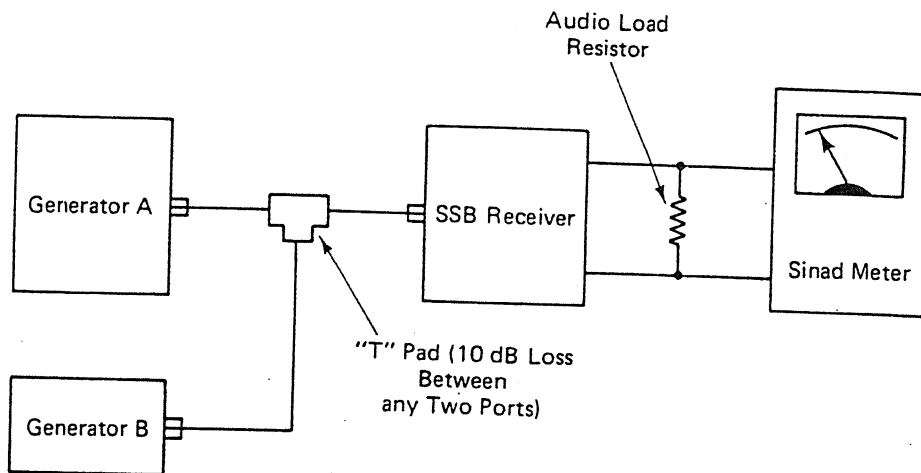 Audio Load
Resistor
Generator A
SSB Receiver
Sinad Meter
"T" Pad (10 dB Loss
Between
any Two Ports)
Generator B